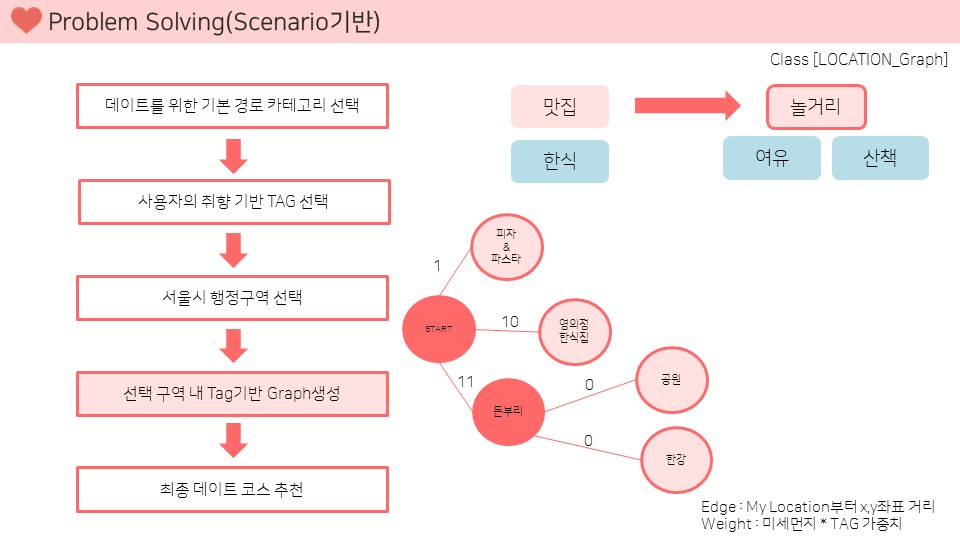 Problem Solving(Scenario기반)
Class [LOCATION_Graph]
데이트를 위한 기본 경로 카테고리 선택
사용자의 취향 기반 TAG 선택
서울시 행정구역 선택
선택 구역 내 Tag기반 Graph생성
최종 데이트 코스 추천
맛집
놀거리
한식
여유
산책
피자
&
파스타
1
START
10
영의정
한식집
11
돈부리
0
공원
0
한강
Edge : My Location부터 x,y좌표 거리
Weight : 미세먼지 * TAG 가중치